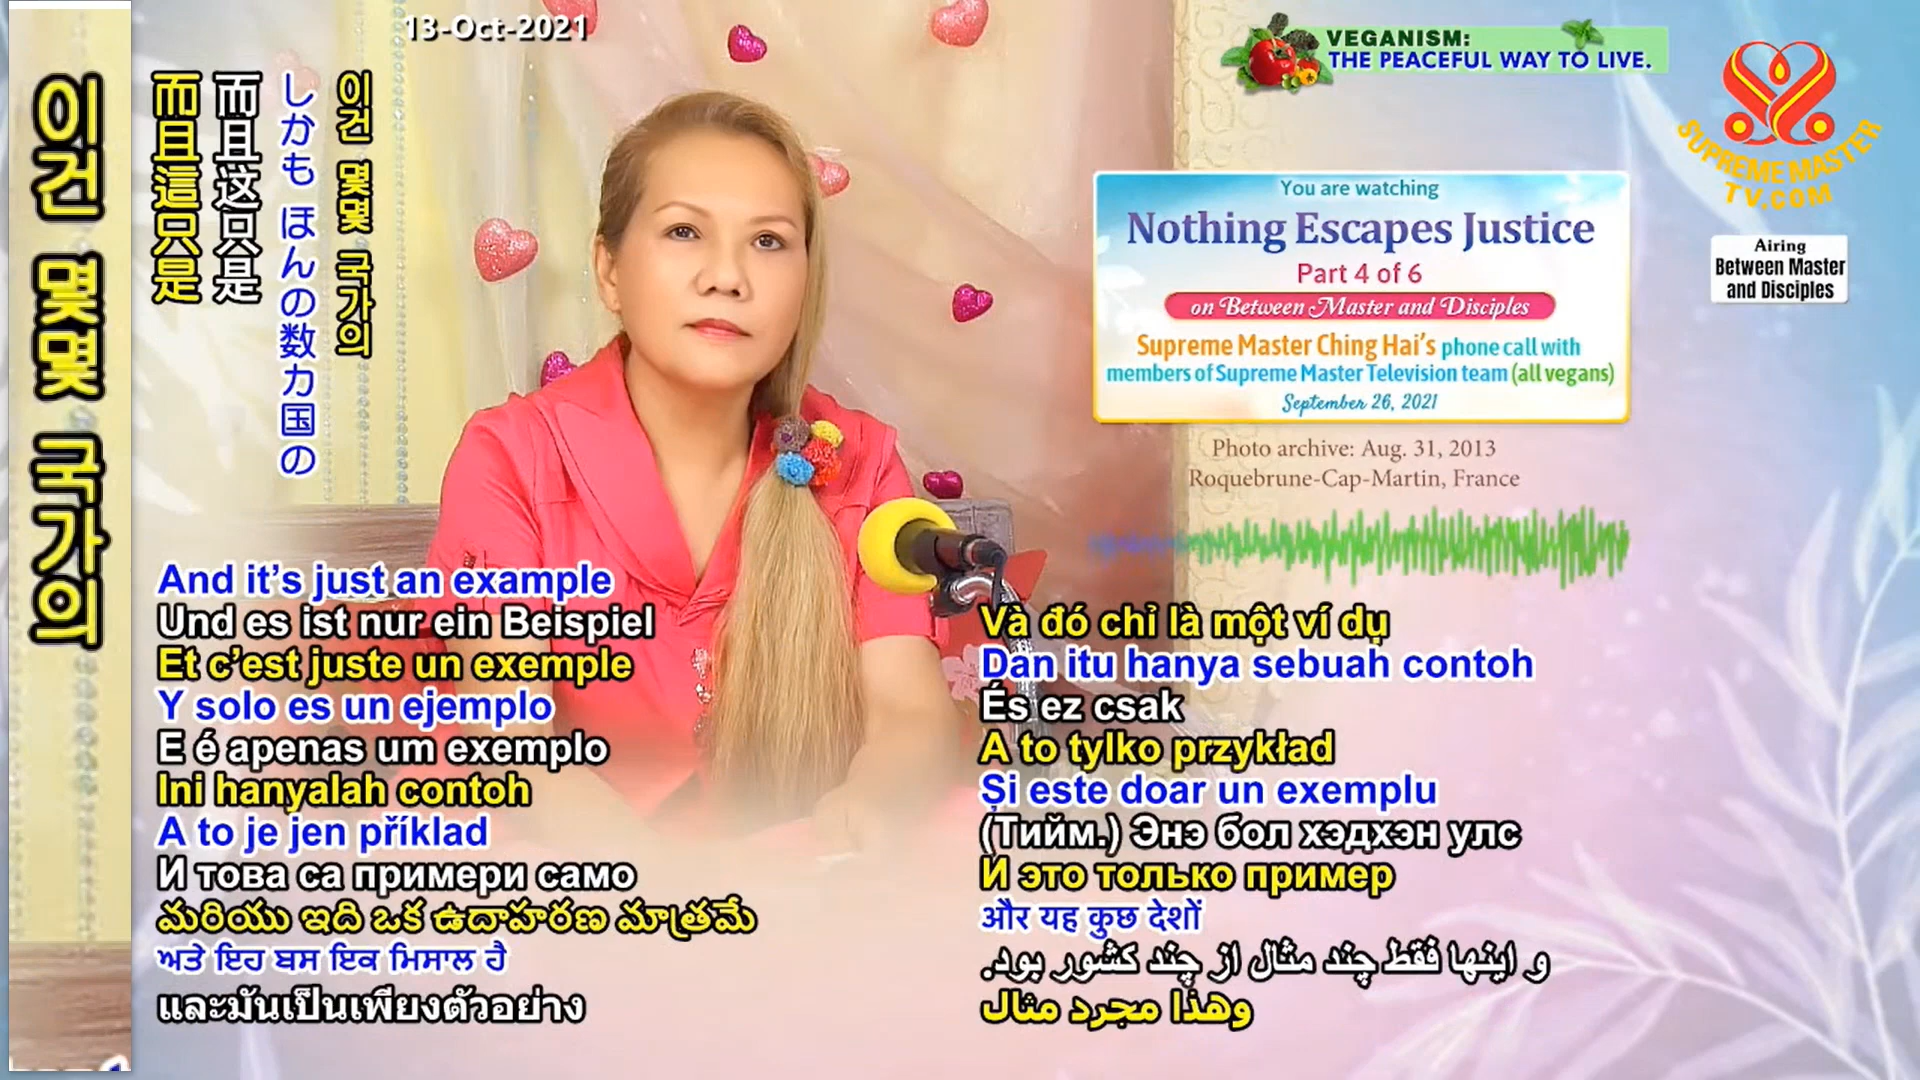 13-Oct-2021
VEGANISM:
THE PEACEFUL WAY TO LIVE.
SUPREME MASTER
TV.COM
Airing
Between Master
and Disciples
You are watching
Nothing Escapes Justice
Part 4 of 6
on Between Master and Disciples
Supreme Master Ching Hai's phone call with
members of Supreme Master Television team (all vegans)
September 26, 2021
Photo archive: Aug. 31, 2013
Roquebrune-Cap-Martin, France
이건 몇몇 국가의
而且這只是
而且这只是
しかも ほんの数カ国の
이건 몇몇 국가의
And it's just an example
Und es ist nur ein Beispiel
Et c'est juste un exemple
Y solo es un ejemplo
E é apenas um exemplo
Ini hanyalah contoh
A to je jen příklad
И това са примери само
మరియు ఇది ఒక ఉదాహరణ మాత్రమే
ਅਤੇ ਇਹ ਬਸ ਇਕ ਮਿਸਾਲ ਹੈ
และมันเป็นเพียงตัวอย่าง
Và đó chỉ là một ví dụ
Dan itu hanya sebuah contoh
És ez csak
A to tylko przykład
Și este doar un exemplu
(Тийм.) Энэ бол хэдхэн улс
И это только пример
और यह कुछ देशों
و اینها فقط چند مثال از چند کشور بود.
وهذا مجرد مثال